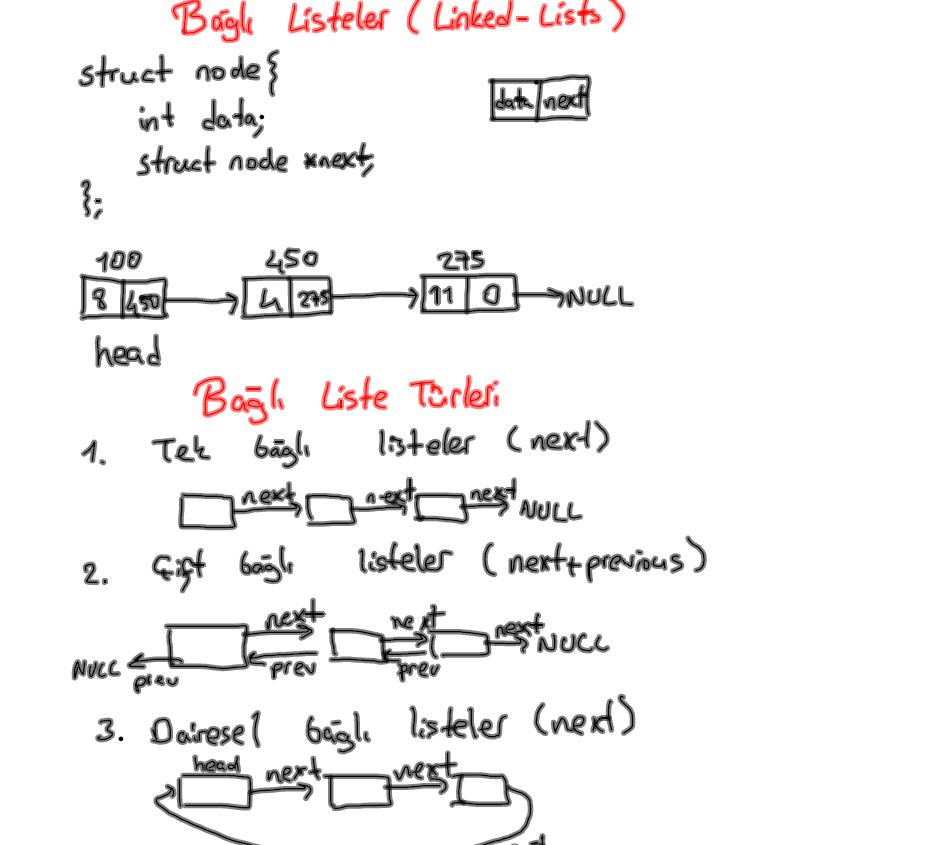 Bağlı Listeler (Linked-Lists)
struct node{
data next
int data;
struct node *next;
};
100 450 275
8 450 4 275 11 0 NULL
head
Bağlı Liste Türleri
1. Tek bağlı listeler (next)
next next next NULL
2. Çift bağlı listeler (next+previous)
next next next NULL
NULL prev prev prev
3. Dairesel bağlı listeler (next)
head next next